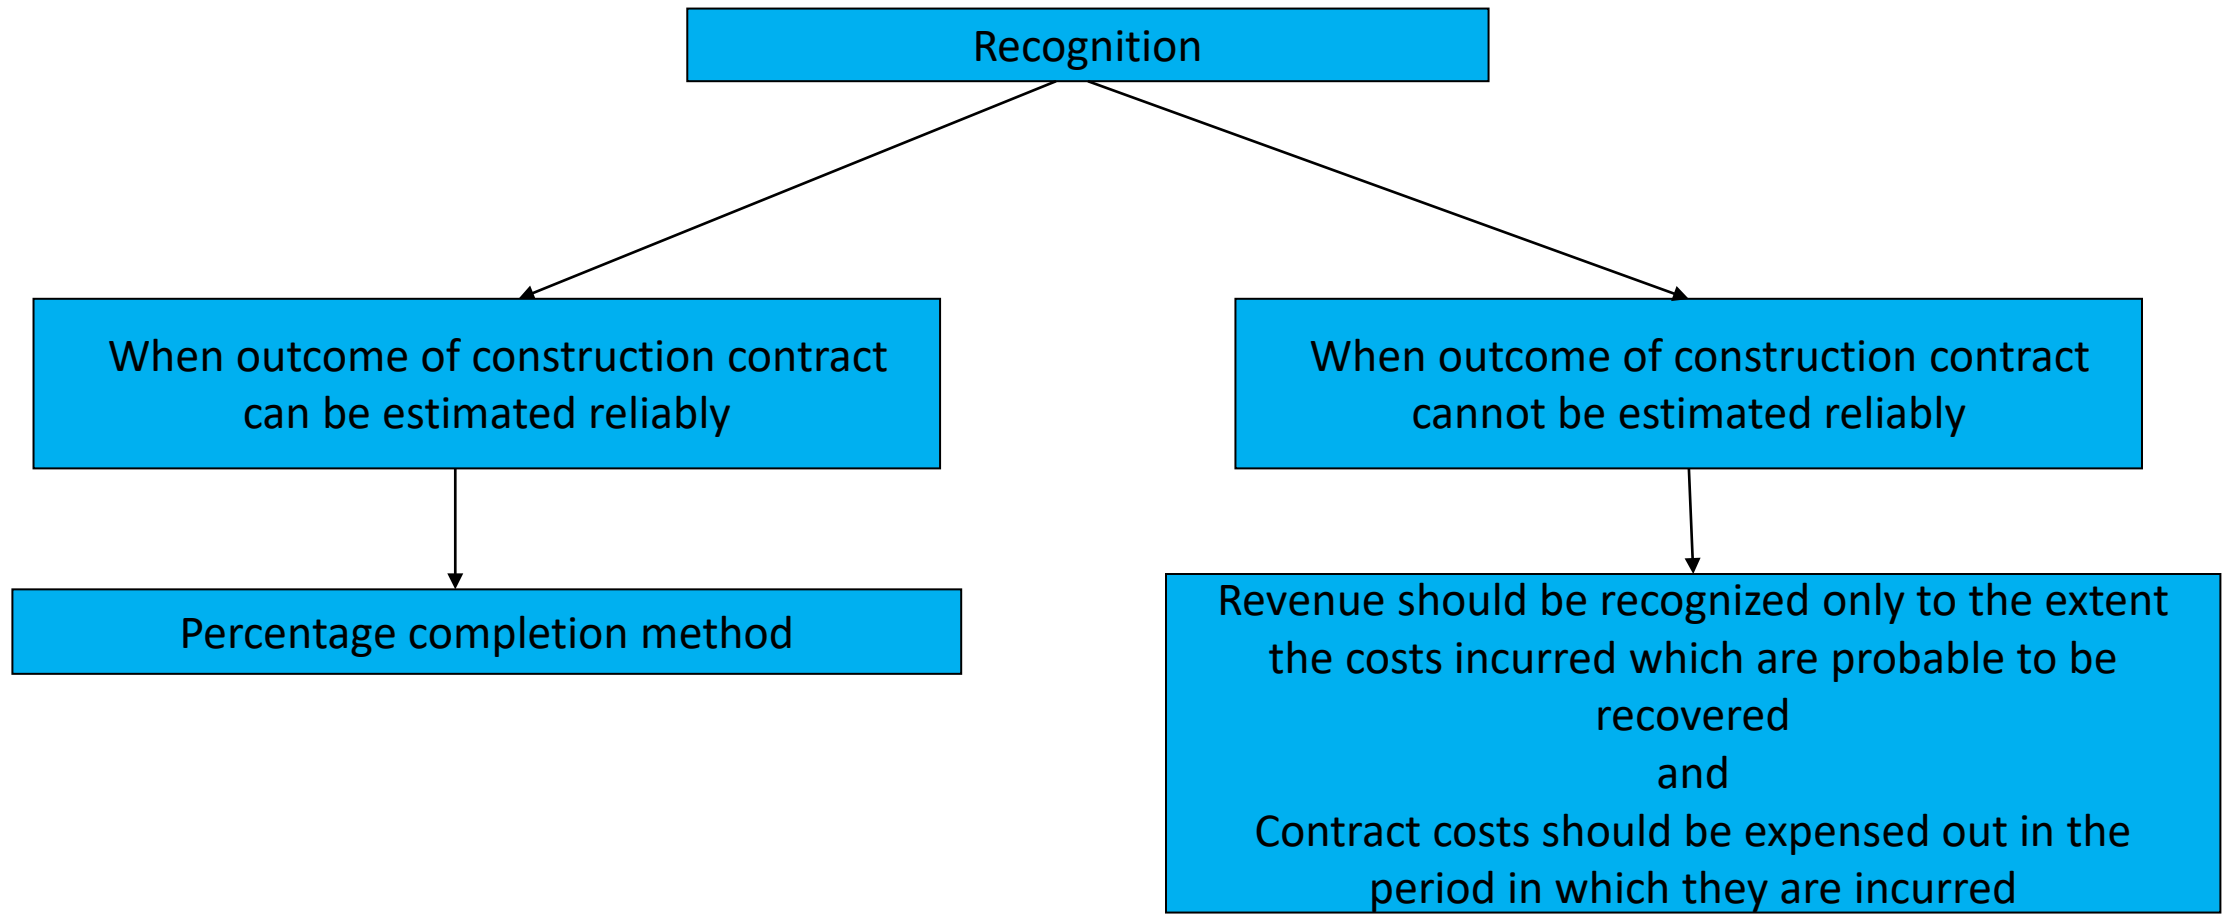 Recognition
When outcome of construction contract
can be estimated reliably
When outcome of construction contract
cannot be estimated reliably
Percentage completion method
Revenue should be recognized only to the extent
the costs incurred which are probable to be
recovered
and
Contract costs should be expensed out in the
period in which they are incurred